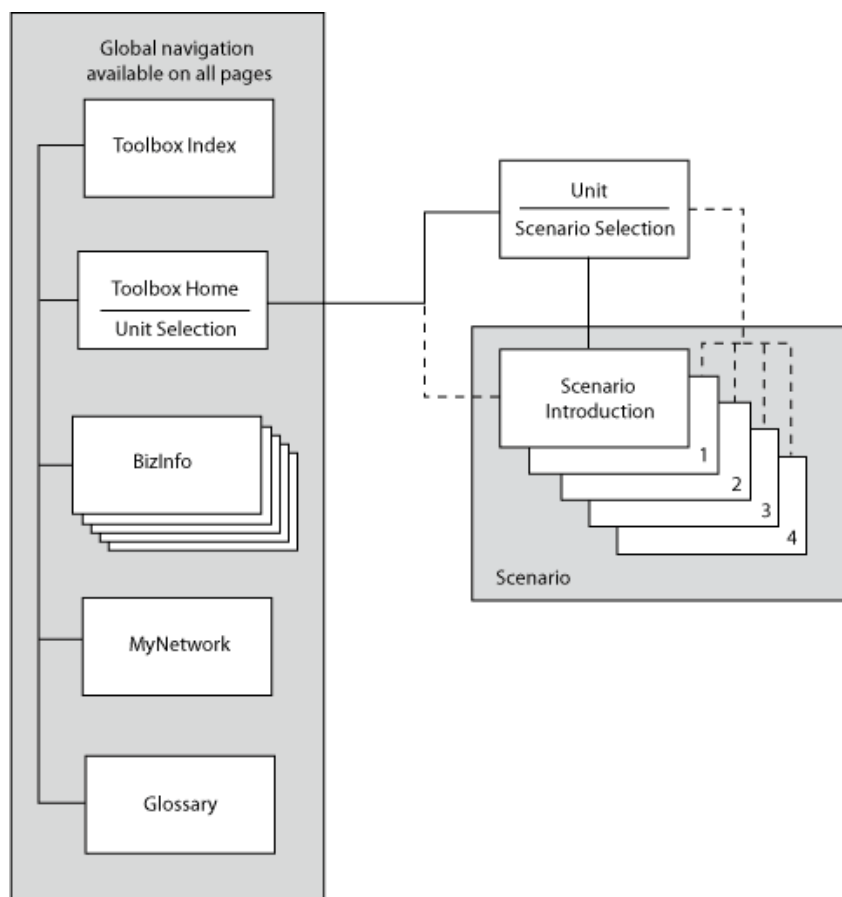 Global navigation
available on all pages
Toolbox Index
Toolbox Home
Unit Selection
BizInfo
MyNetwork
Glossary
Unit
Scenario Selection
Scenario
Introduction
1
2
3
4
Scenario